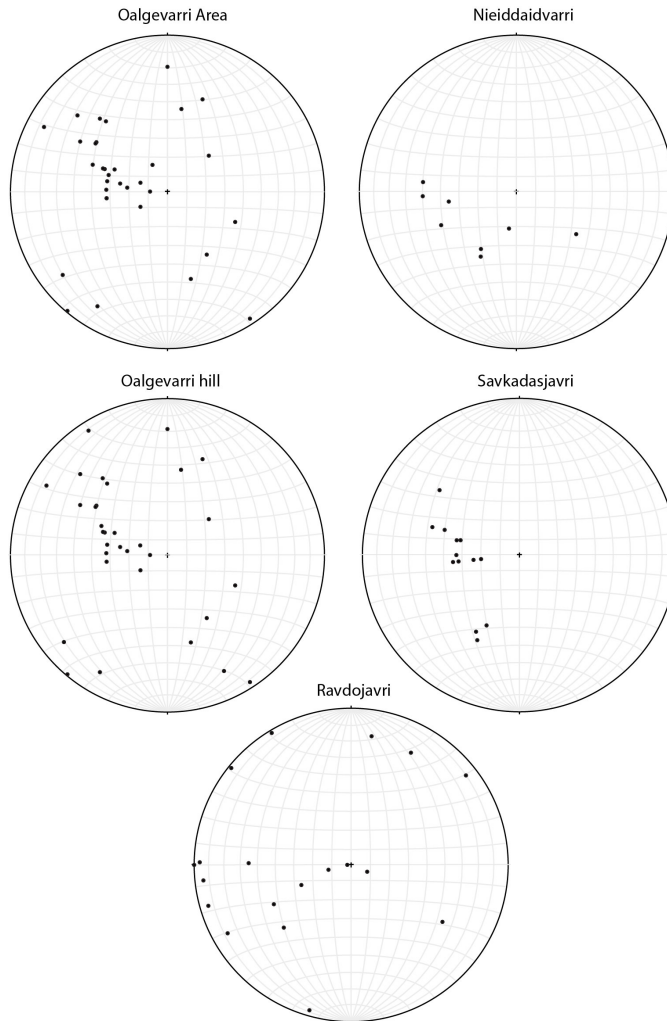 Oalgevarri Area
Nieiddaidvarri
Oalgevarri hill
Savkadasjavri
Ravdojavri